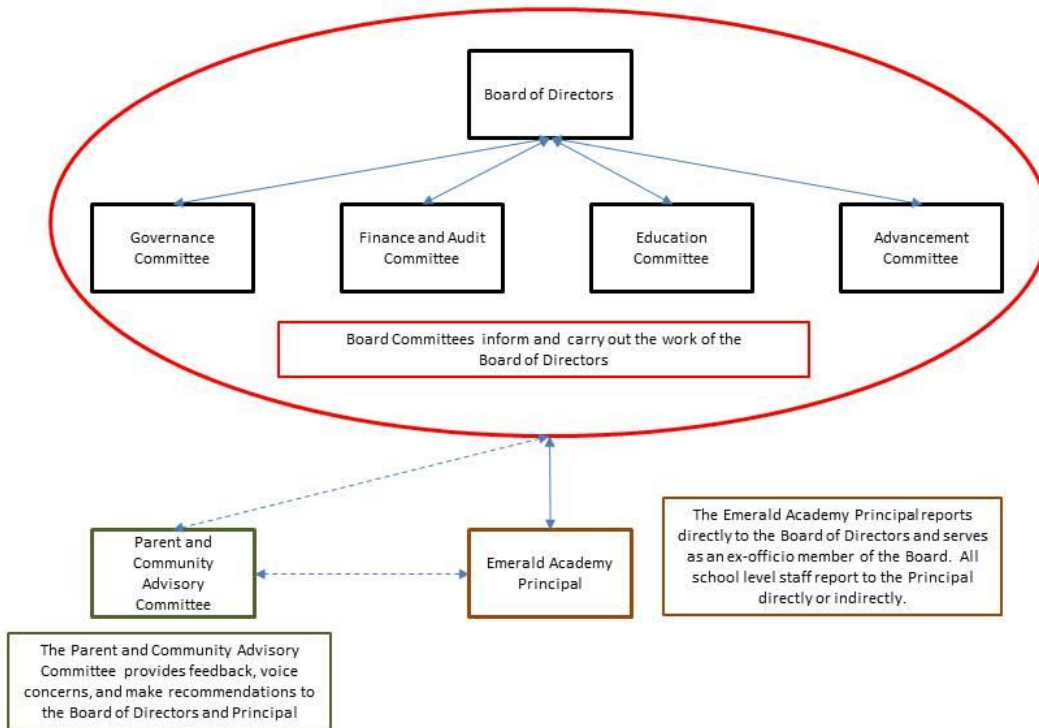 Board of Directors
Governance
Committee
Finance and Audit
Committee
Education
Committee
Advancement
Committee
Board Committees inform and carry out the work of the
Board of Directors
Parent and
Community
Advisory
Committee
Emerald Academy
Principal
The Emerald Academy Principal reports
directly to the Board of Directors and serves
as an ex-officio member of the Board. All
school level staff report to the Principal
directly or indirectly.
The Parent and Community Advisory
Committee provides feedback, voice
concerns, and make recommendations to
the Board of Directors and Principal